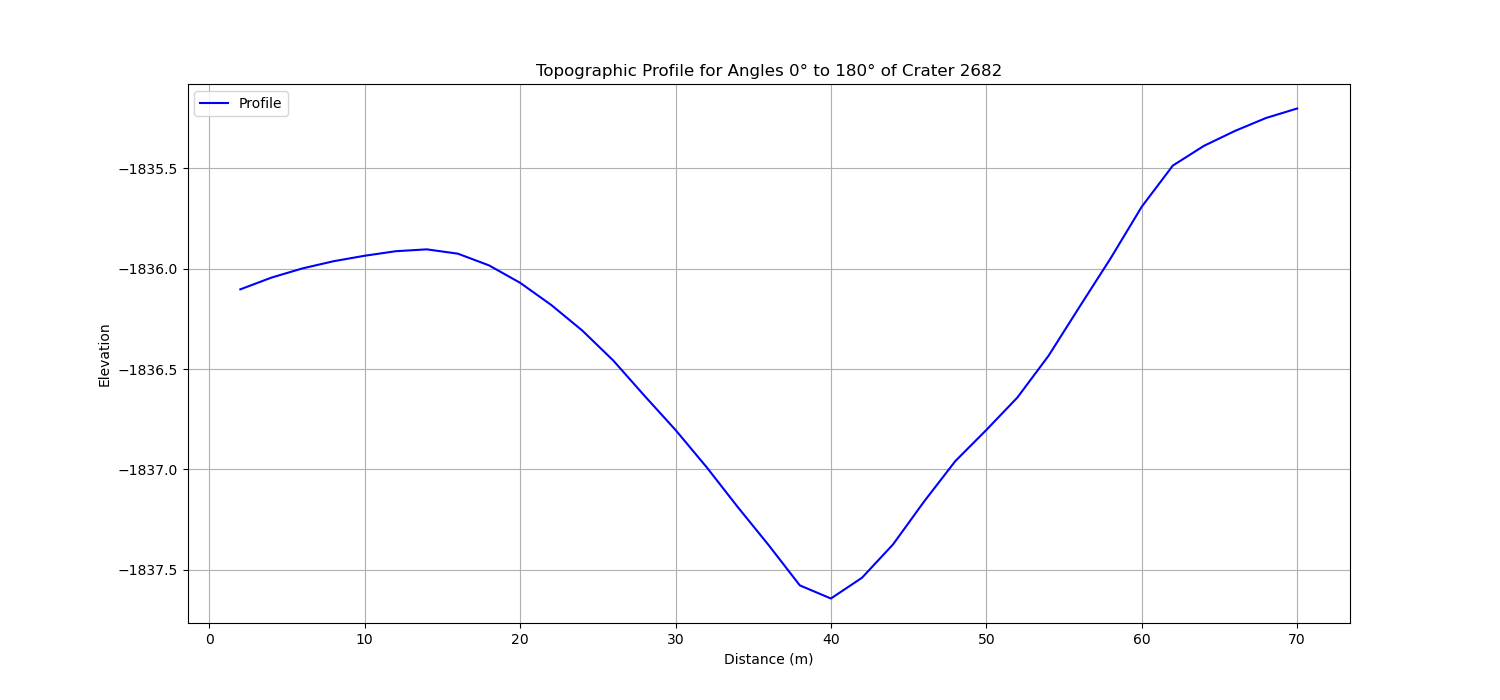 Topographic Profile for Angles 0° to 180° of Crater 2682
Profile
−1835.5
−1836.0
−1836.5
−1837.0
−1837.5
Elevation
0 10 20 30 40 50 60 70
Distance (m)